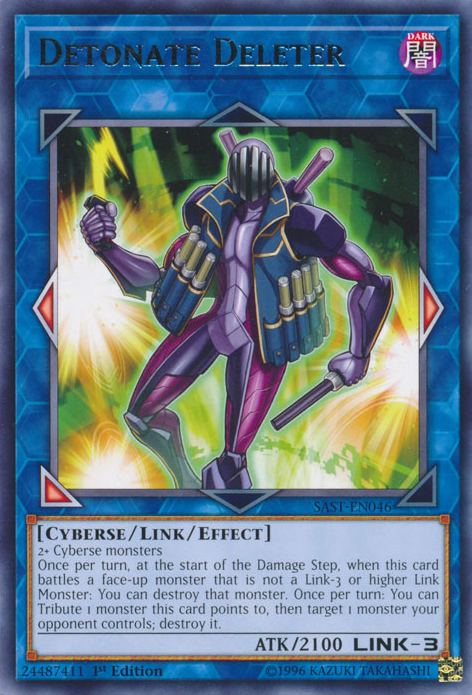 DETONATE DELETER
DARK
闇
SAST-EN046
[CYBERSE/LINK/EFFECT]
2+ Cyberse monsters
Once per turn, at the start of the Damage Step, when this card
battles a face-up monster that is not a Link-3 or higher Link
Monster: You can destroy that monster. Once per turn: You can
Tribute 1 monster this card points to, then target 1 monster your
opponent controls; destroy it.
ATK/2100 LINK-3
24487411 1st Edition ©1996 KAZUKI TAKAHASHI